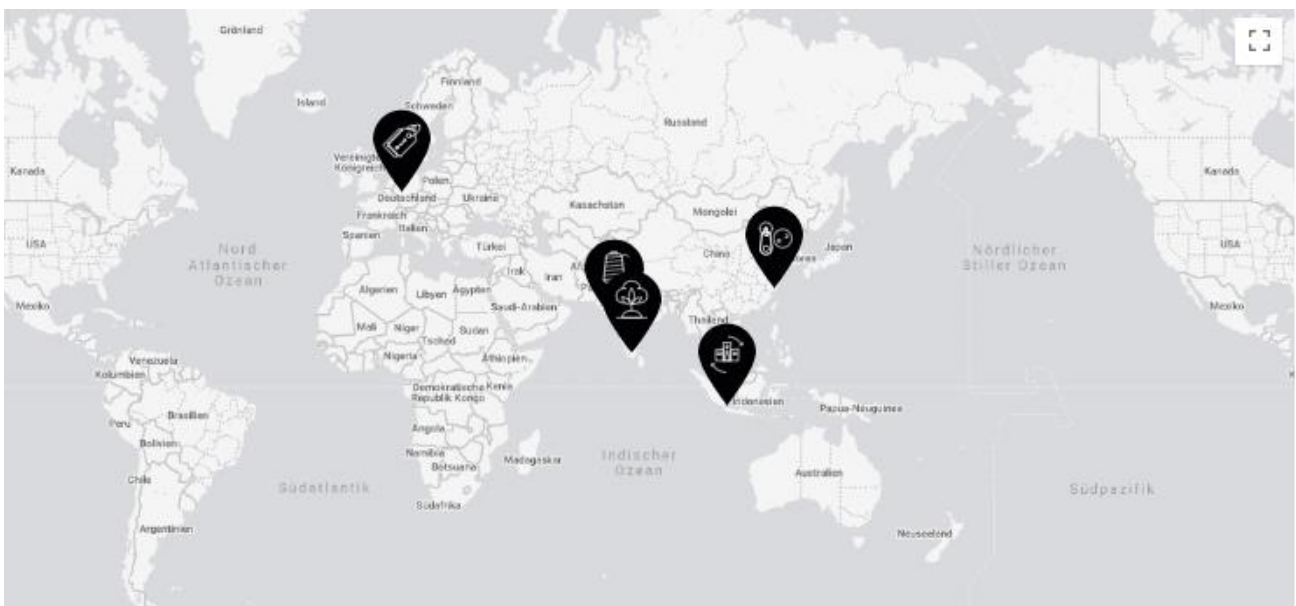 Grönland
Finnland
Island
Schweden
Russland
Vereinigte
Königreich
Kanada
Polen
Kanada
Deutschland
Ukraine
Kasachstan
Frankreich
Mongolei
Italien
Spanien
USA
Nord
Atlantischer
Ozean
Türkei
China
Japan
Nördlicher
Stiller Ozean
USA
Irak
Iran
Algerien
Libyen
Ägypten
Saudi-Arabien
Mexiko
Mexiko
Mali
Niger
Sudan
Tschad
Thailand
Nigeria
Äthiopien
Venezuela
Kolumbien
Demokratische
Republik Kongo
Kenia
Indonesien
Papua-Neuguinea
Peru
Brasilien
Angola
Bolivien
Namibia
Botsuana
Madagaskar
Indischer
Ozean
Australien
Chile
Südatlantik
Südpazifik
Südafrika
Argentinien
Neuseeland